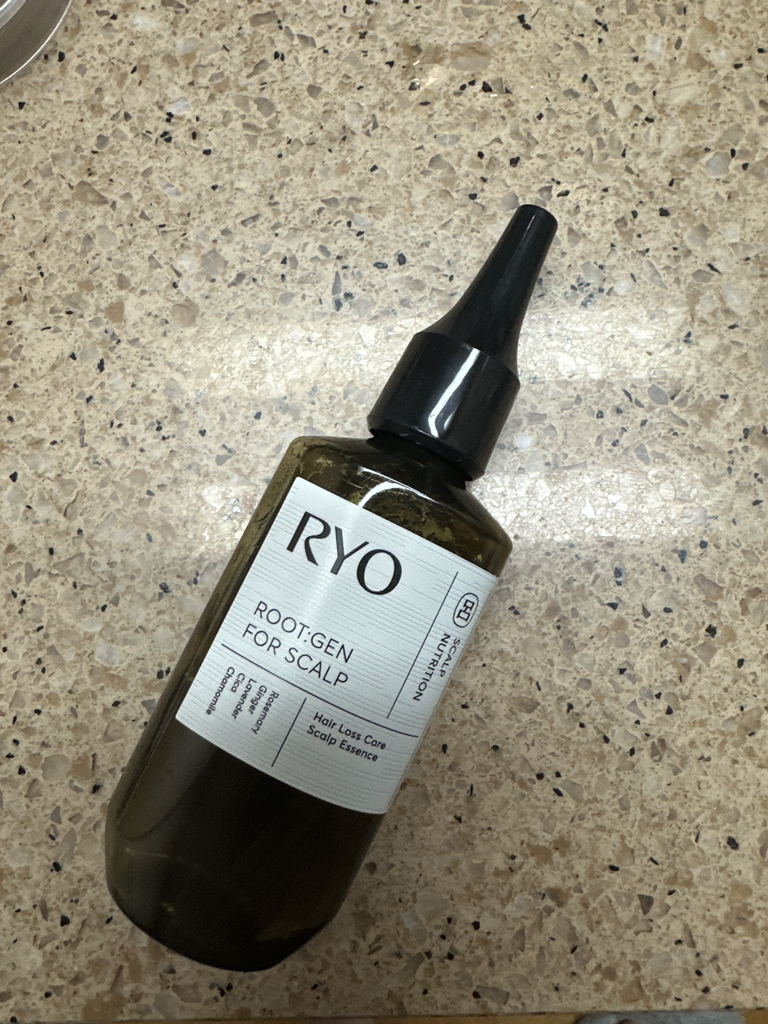 RYO
ROOT:GEN
FOR SCALP
SCALP
NUTRITION
Rosemary
Ginger
Lavender
Cica
Chamomile
Hair Loss Care
Scalp Essence